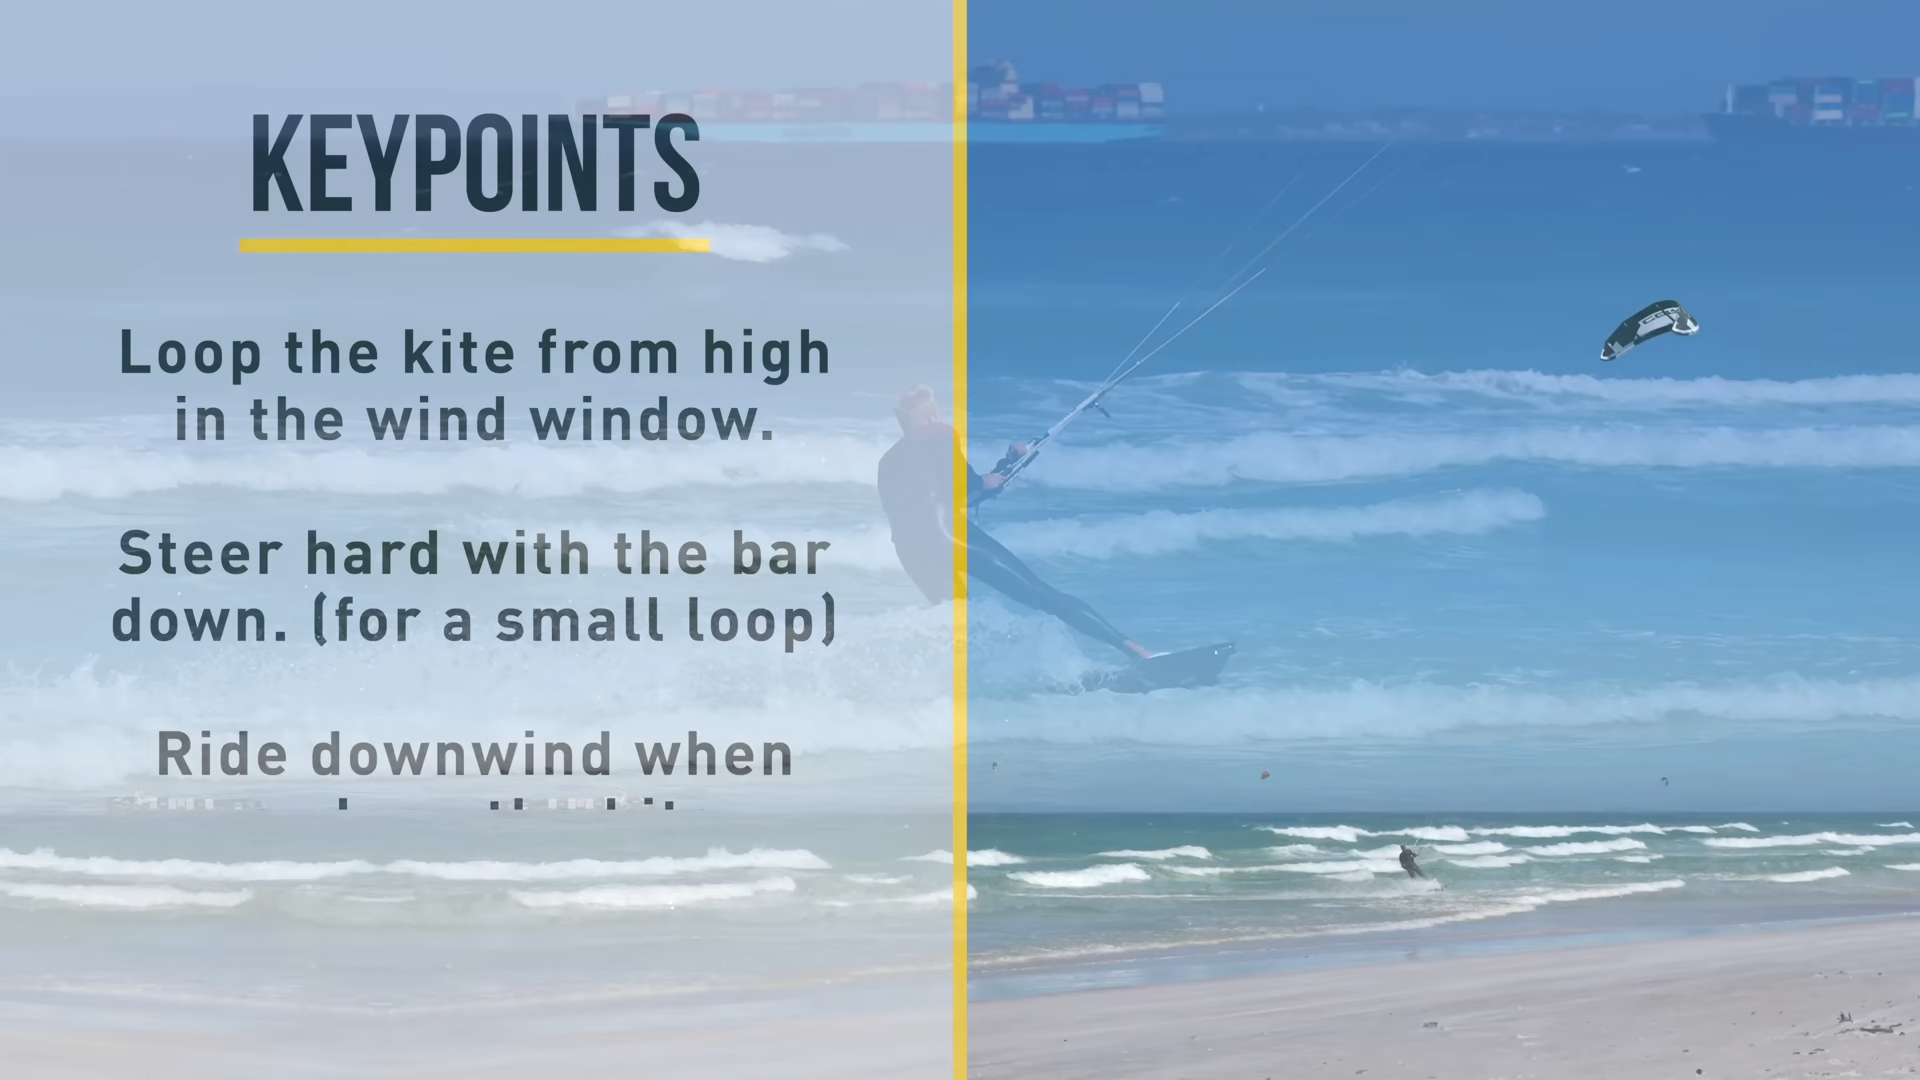 KEYPOINTS
Loop the kite from high
in the wind window.
Steer hard with the bar
down. (for a small loop)
Ride downwind when